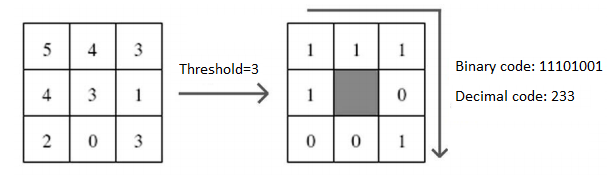 5 4 3
4 3 1
2 0 3
Threshold=3
1 1 1
1 0
0 0 1
Binary code: 11101001
Decimal code: 233